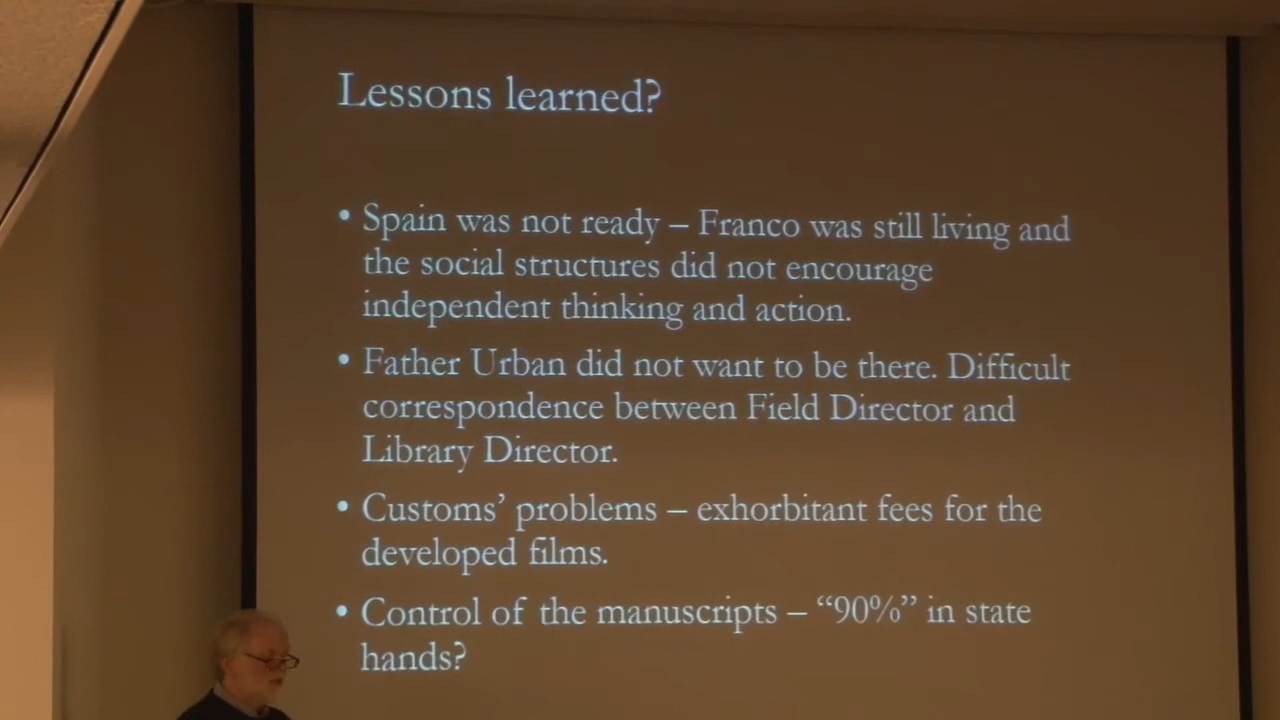 Lessons learned?
• Spain was not ready – Franco was still living and
the social structures did not encourage
independent thinking and action.
• Father Urban did not want to be there. Difficult
correspondence between Field Director and
Library Director.
• Customs’ problems – exhorbitant fees for the
developed films.
• Control of the manuscripts – “90%” in state
hands?